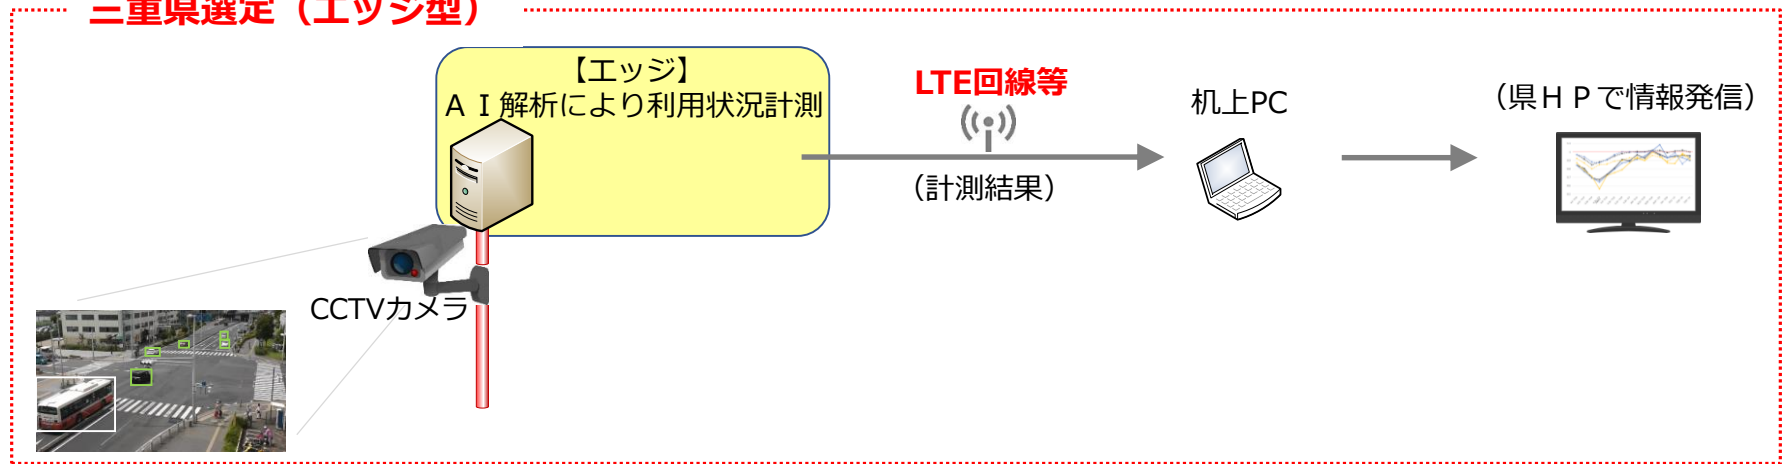 三重県選定（エッジ型）
【エッジ】
ＡＩ解析により利用状況計測
LTE回線等
（計測結果）
机上PC
（県ＨＰで情報発信）
CCTVカメラ